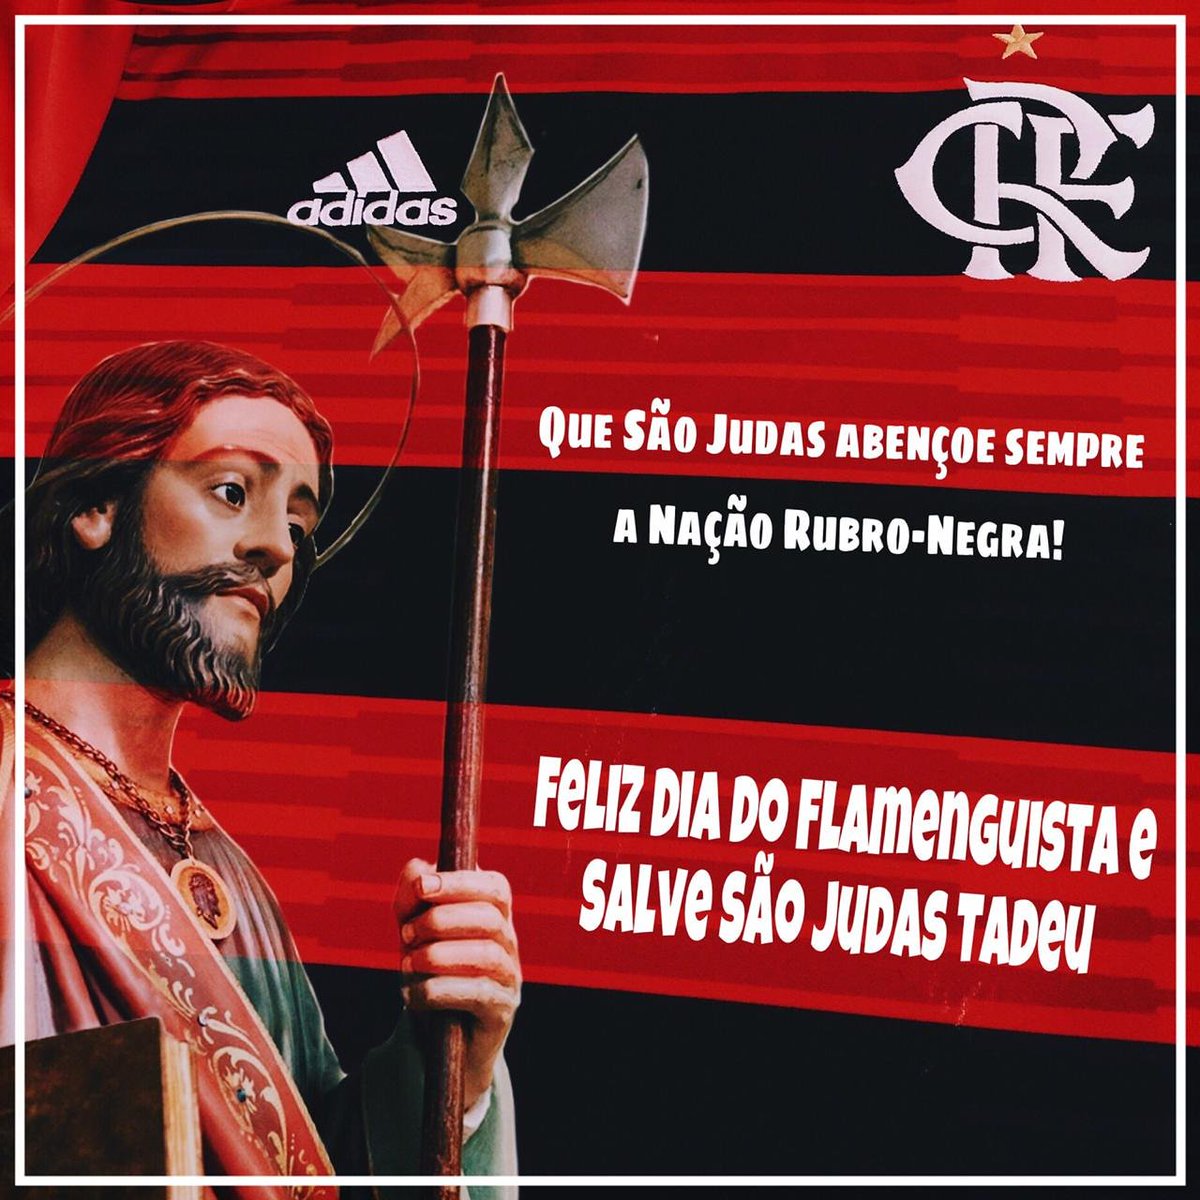 adidas
CRF
Que São Judas abençoe sempre
a Nação Rubro-Negra!
Feliz dia do Flamenguista e
salve São Judas Tadeu